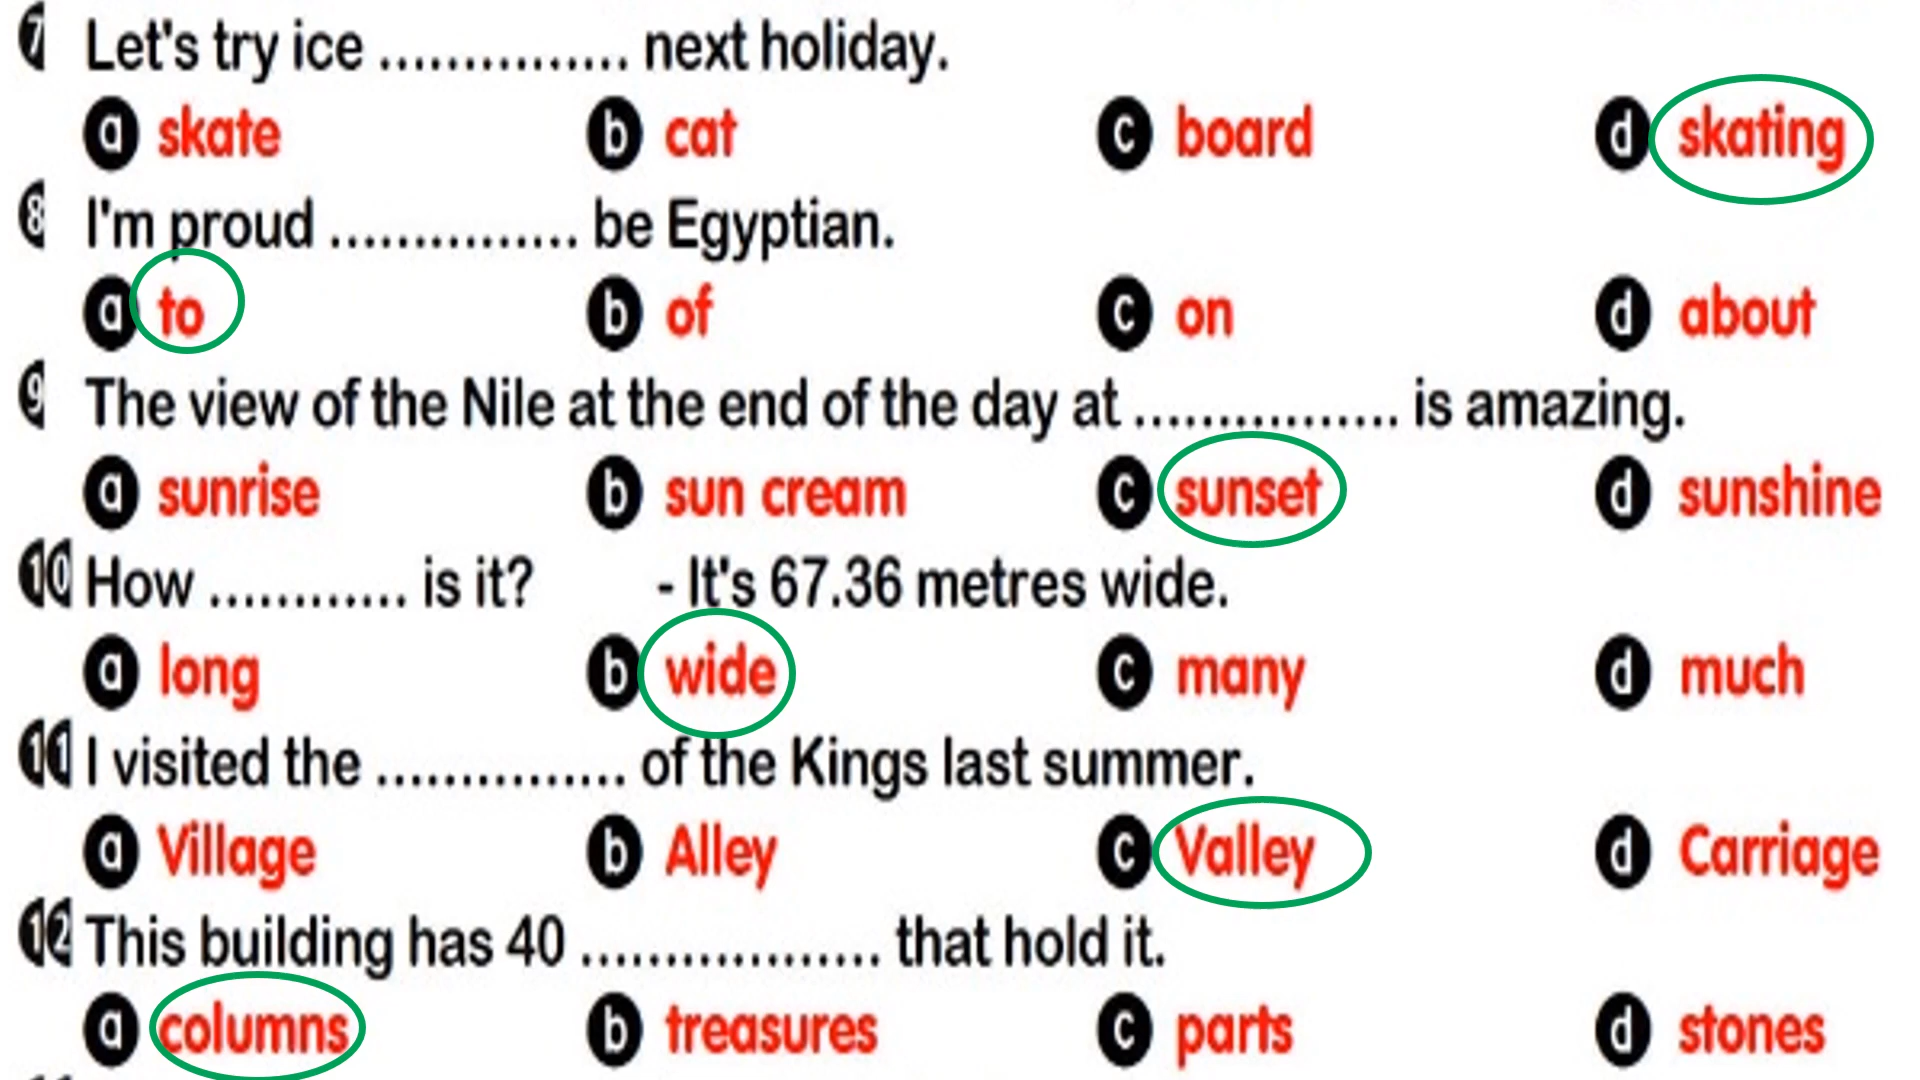 7 Let's try ice ............... next holiday.
a skate b cat c board d skating
8 I'm proud ............... be Egyptian.
a to b of c on d about
9 The view of the Nile at the end of the day at ................ is amazing.
a sunrise b sun cream c sunset d sunshine
10 How ............ is it? - It's 67.36 metres wide.
a long b wide c many d much
11 I visited the ............... of the Kings last summer.
a Village b Alley c Valley d Carriage
12 This building has 40 .................. that hold it.
a columns b treasures c parts d stones